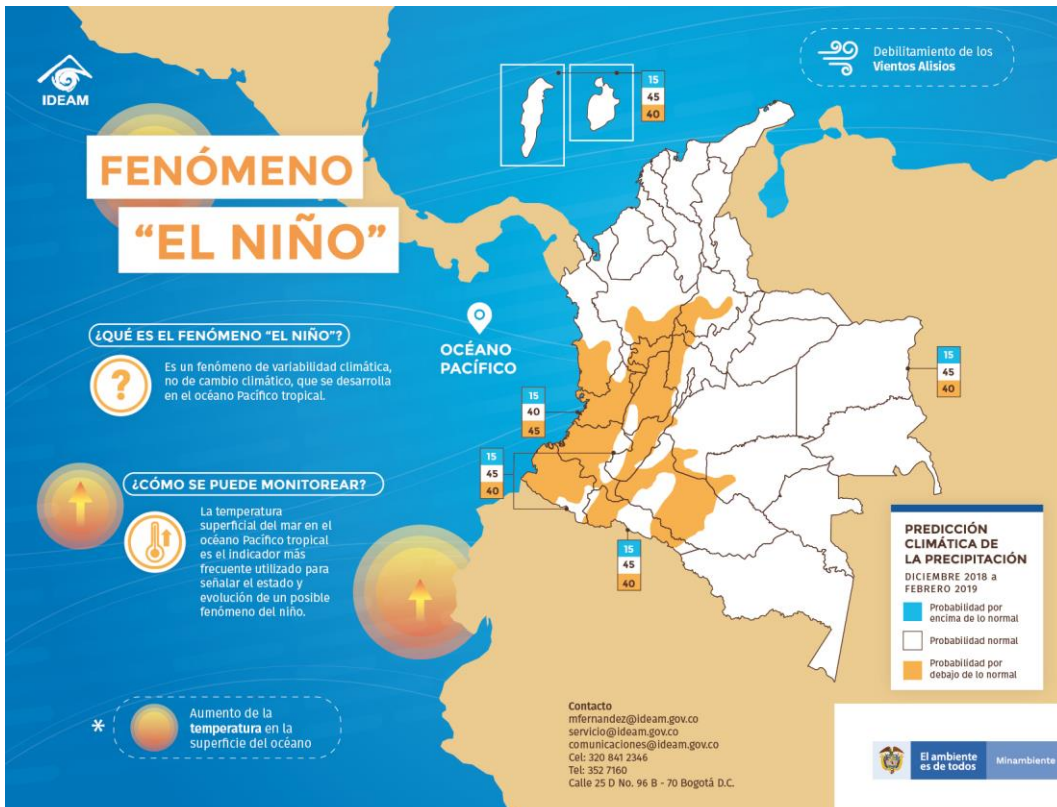 IDEAM
FENÓMENO
“EL NIÑO”
Debilitamiento de los
Vientos Alisios
15
45
40
¿QUÉ ES EL FENÓMENO “EL NIÑO”?
Es un fenómeno de variabilidad climática,
no de cambio climático, que se desarrolla
en el océano Pacífico tropical.
OCÉANO
PACÍFICO
15
45
40
15
40
45
15
45
40
15
45
40
¿CÓMO SE PUEDE MONITOREAR?
La temperatura
superficial del mar en el
océano Pacífico tropical
es el indicador más
frecuente utilizado para
señalar el estado y
evolución de un posible
fenómeno del niño.
* Aumento de la
temperatura en la
superficie del océano
PREDICCIÓN
CLIMÁTICA DE
LA PRECIPITACIÓN
DICIEMBRE 2018 a
FEBRERO 2019
Probabilidad por
encima de lo normal
Probabilidad normal
Probabilidad por
debajo de lo normal
Contacto
mfernandez@ideam.gov.co
servicio@ideam.gov.co
comunicaciones@ideam.gov.co
Cel: 320 841 2346
Tel: 352 7160
Calle 25 D No. 96 B - 70 Bogotá D.C.
El ambiente
es de todos
Minambiente